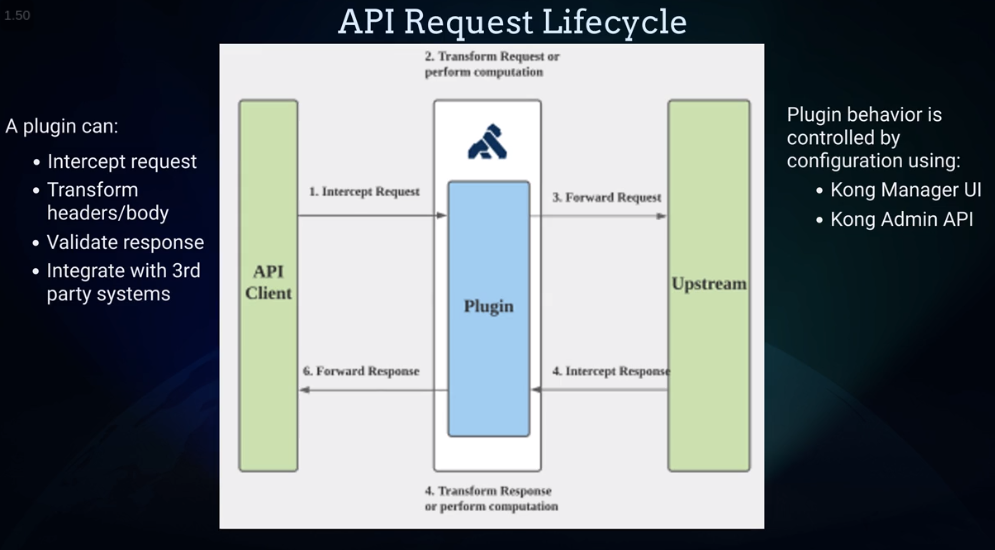 1.50
API Request Lifecycle
A plugin can:
Intercept request
Transform
headers/body
Validate response
Integrate with 3rd
party systems
2. Transform Request or
perform computation
1. Intercept Request
3. Forward Request
API
Client
Plugin
Upstream
6. Forward Response
4. Intercept Response
4. Transform Response
or perform computation
Plugin behavior is
controlled by
configuration using:
Kong Manager UI
Kong Admin API